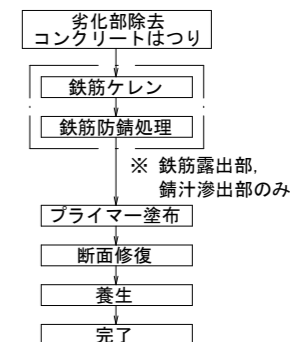 劣化部除去
コンクリートはつり
鉄筋ケレン
鉄筋防錆処理
※ 鉄筋露出部,
錆汁滲出部のみ
プライマー塗布
断面修復
養生
完了